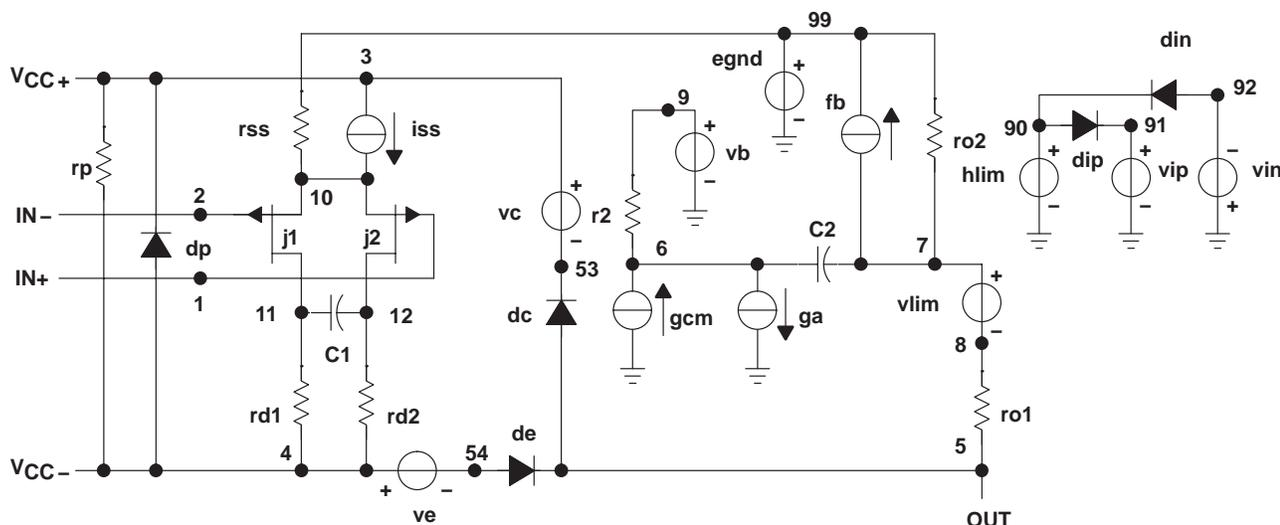 99
din
3
egnd
+
VCC+
9
+
fb
92
rss
iss
+
vb
90
91
ro2
rp
−
10
+
dip
+
−
2
hlim
vip
vin
IN−
vc
+
r2
−
−
+
j1
j2
−
C2
dp
6
7
IN+
53
1
+
11
12
dc
gcm
ga
vlim
−
C1
8
rd1
rd2
ro1
de
4
54
5
VCC−
+
−
ve
OUT